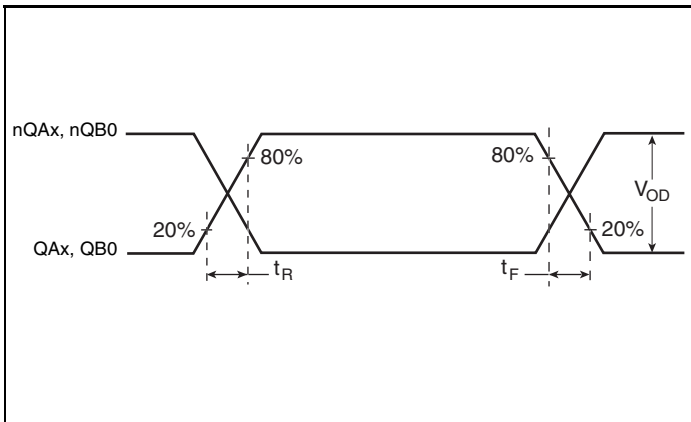 nQAx, nQB0
80%
80%
VOD
20%
20%
QAx, QB0
tR
tF